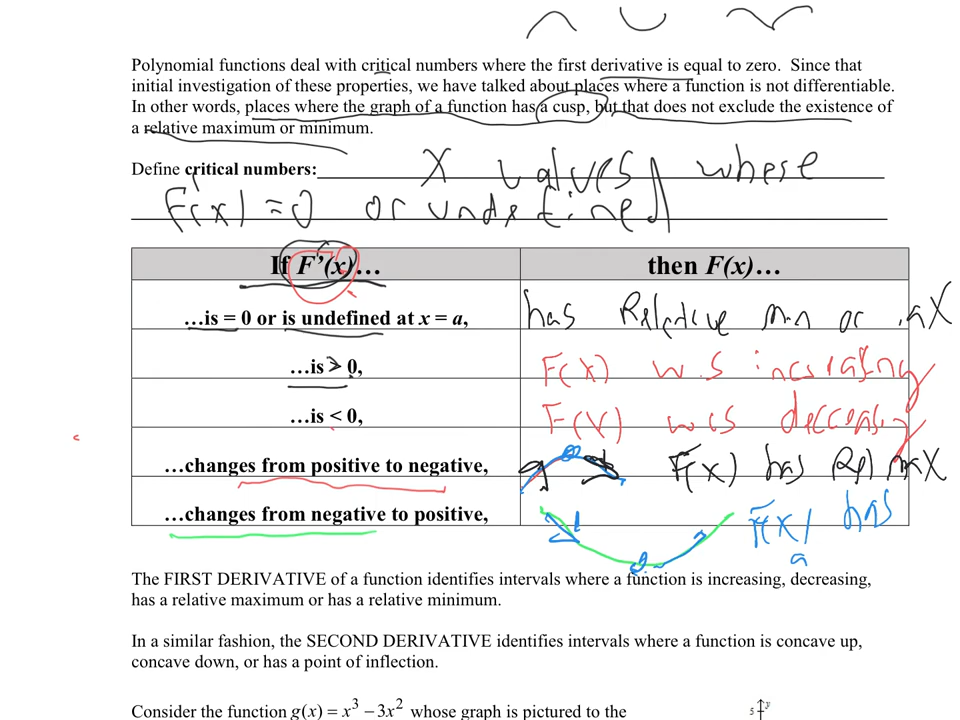 Polynomial functions deal with critical numbers where the first derivative is equal to zero. Since that
initial investigation of these properties, we have talked about places where a function is not differentiable.
In other words, places where the graph of a function has a cusp, but that does not exclude the existence of
a relative maximum or minimum.
Define critical numbers: X values where
F'(x) = 0 or undefined
If F'(x)… then F(x)…
…is = 0 or is undefined at x = a, has Relative min or
…is > 0, F(X) was increasing
…is < 0, F(X) was decreasing
…changes from positive to negative, F(X) has Rel max
…changes from negative to positive, F(X) has
a
The FIRST DERIVATIVE of a function identifies intervals where a function is increasing, decreasing,
has a relative maximum or has a relative minimum.
In a similar fashion, the SECOND DERIVATIVE identifies intervals where a function is concave up,
concave down, or has a point of inflection.
Consider the function g(x) = x³ − 3x² whose graph is pictured to the
5 y